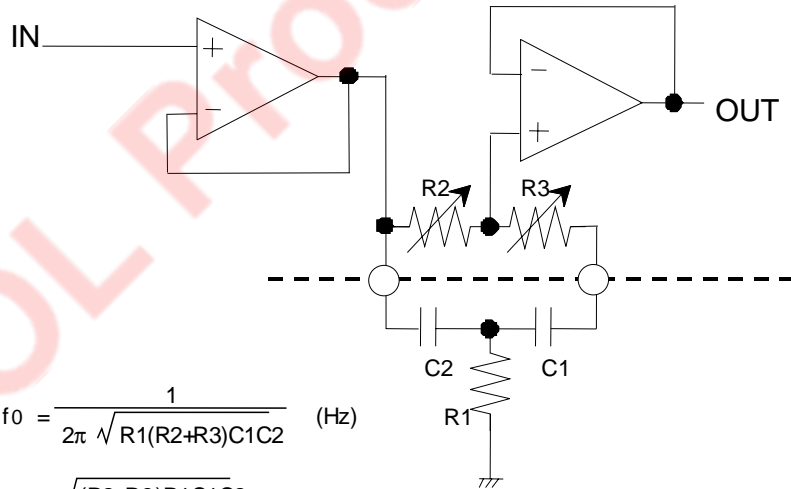 IN
OUT
R2 R3
C2 C1
R1
f0 = 1 / 2π √R1(R2+R3)C1C2 (Hz)